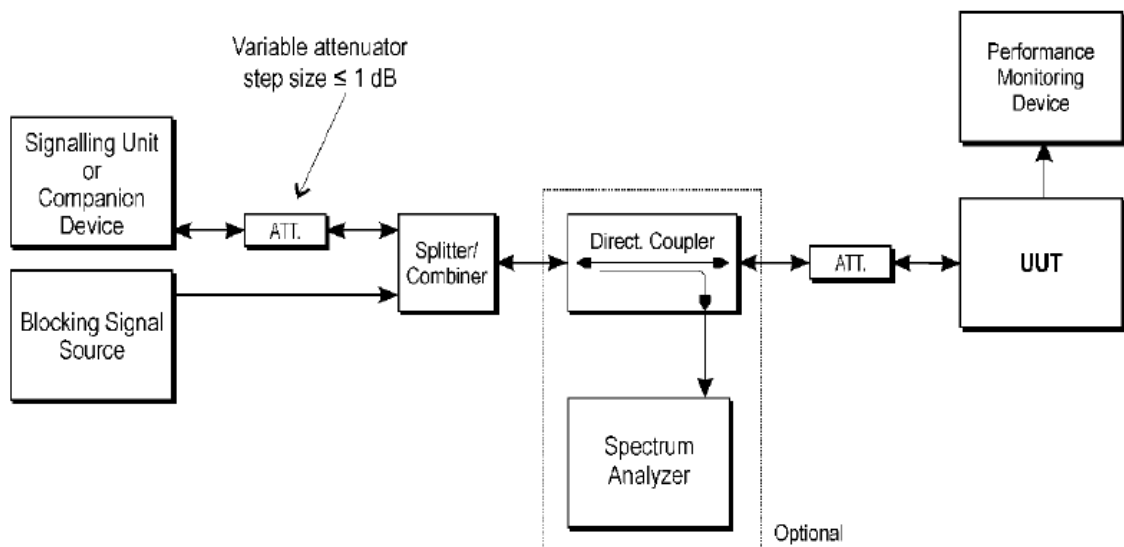 Variable attenuator
step size ≤ 1 dB
Performance
Monitoring
Device
Signalling Unit
or
Companion
Device
ATT.
Splitter/
Combiner
Direct. Coupler
ATT.
UUT
Blocking Signal
Source
Spectrum
Analyzer
Optional